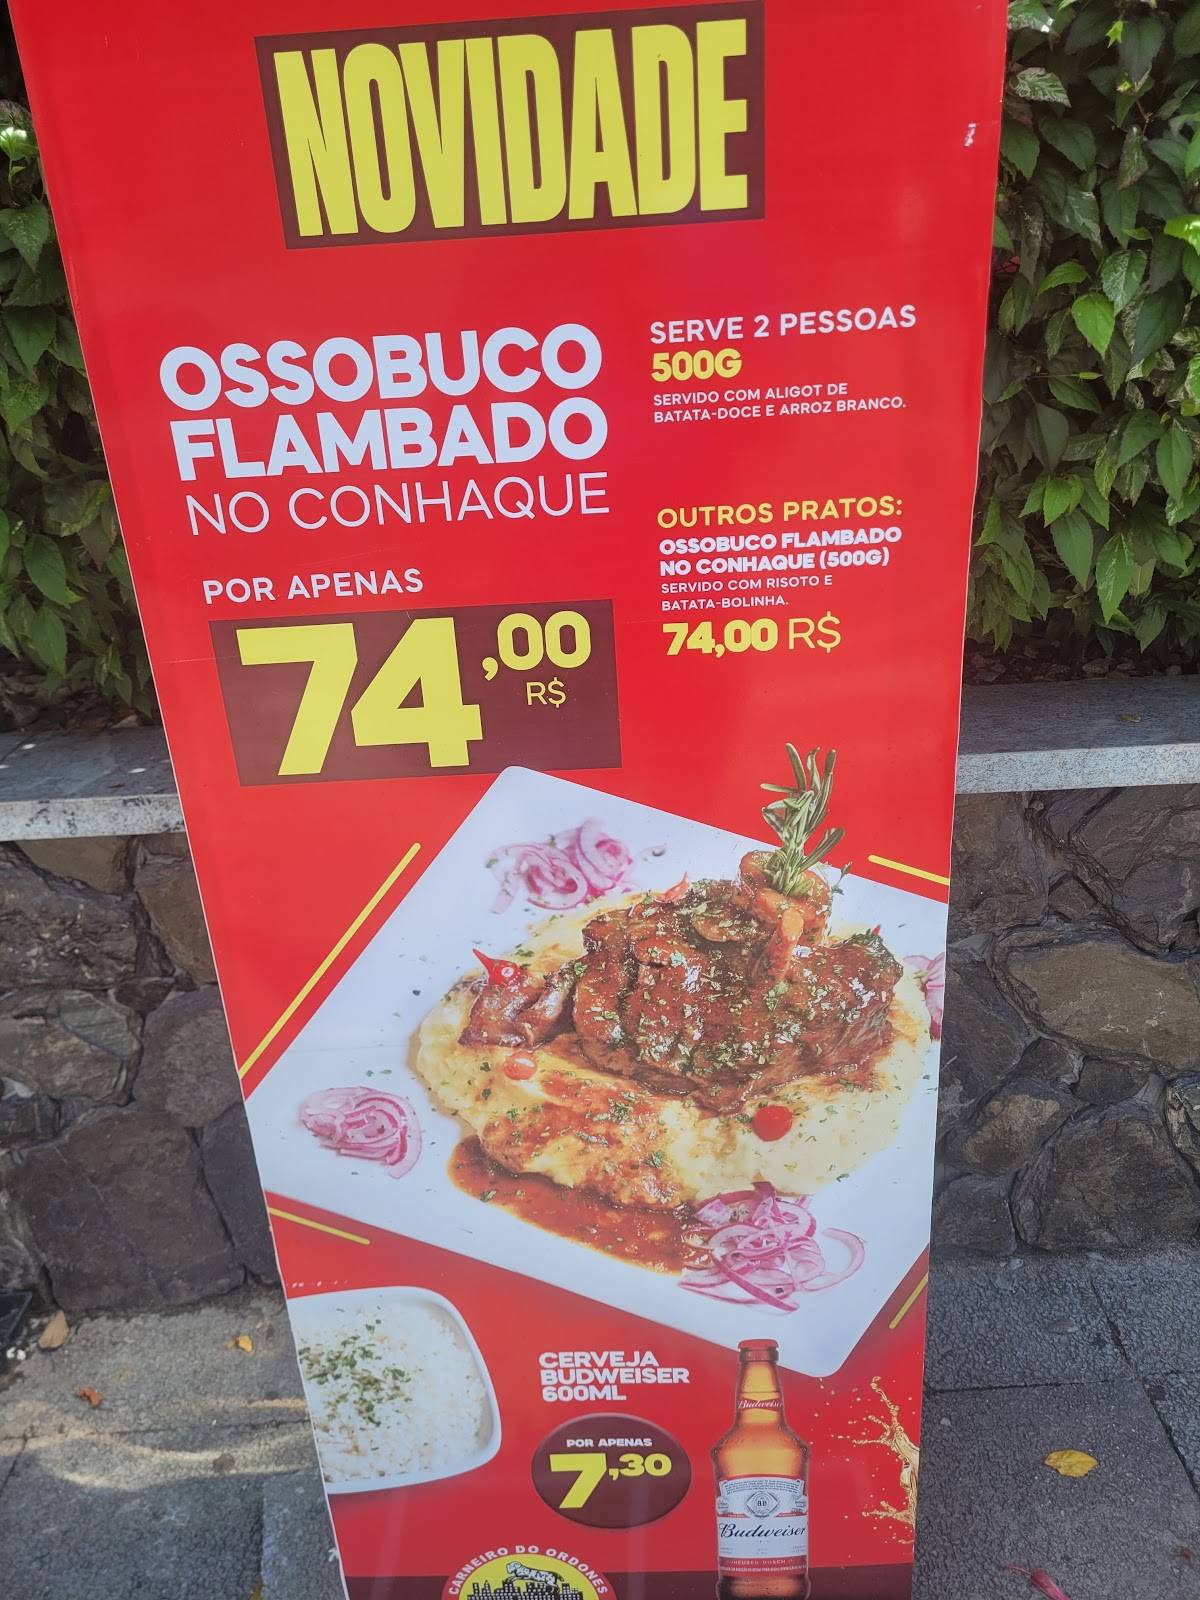 NOVIDADE
OSSOBUCO
FLAMBADO
NO CONHAQUE
POR APENAS
74,00
R$
SERVE 2 PESSOAS
500G
SERVIDO COM ALIGOT DE
BATATA-DOCE E ARROZ BRANCO.
OUTROS PRATOS:
OSSOBUCO FLAMBADO
NO CONHAQUE (500G)
SERVIDO COM RISOTO E
BATATA-BOLINHA.
74,00 R$
CERVEJA
BUDWEISER
600ML
POR APENAS
7,30
Budweiser
Budweiser
CARNEIRO DO ORDONES